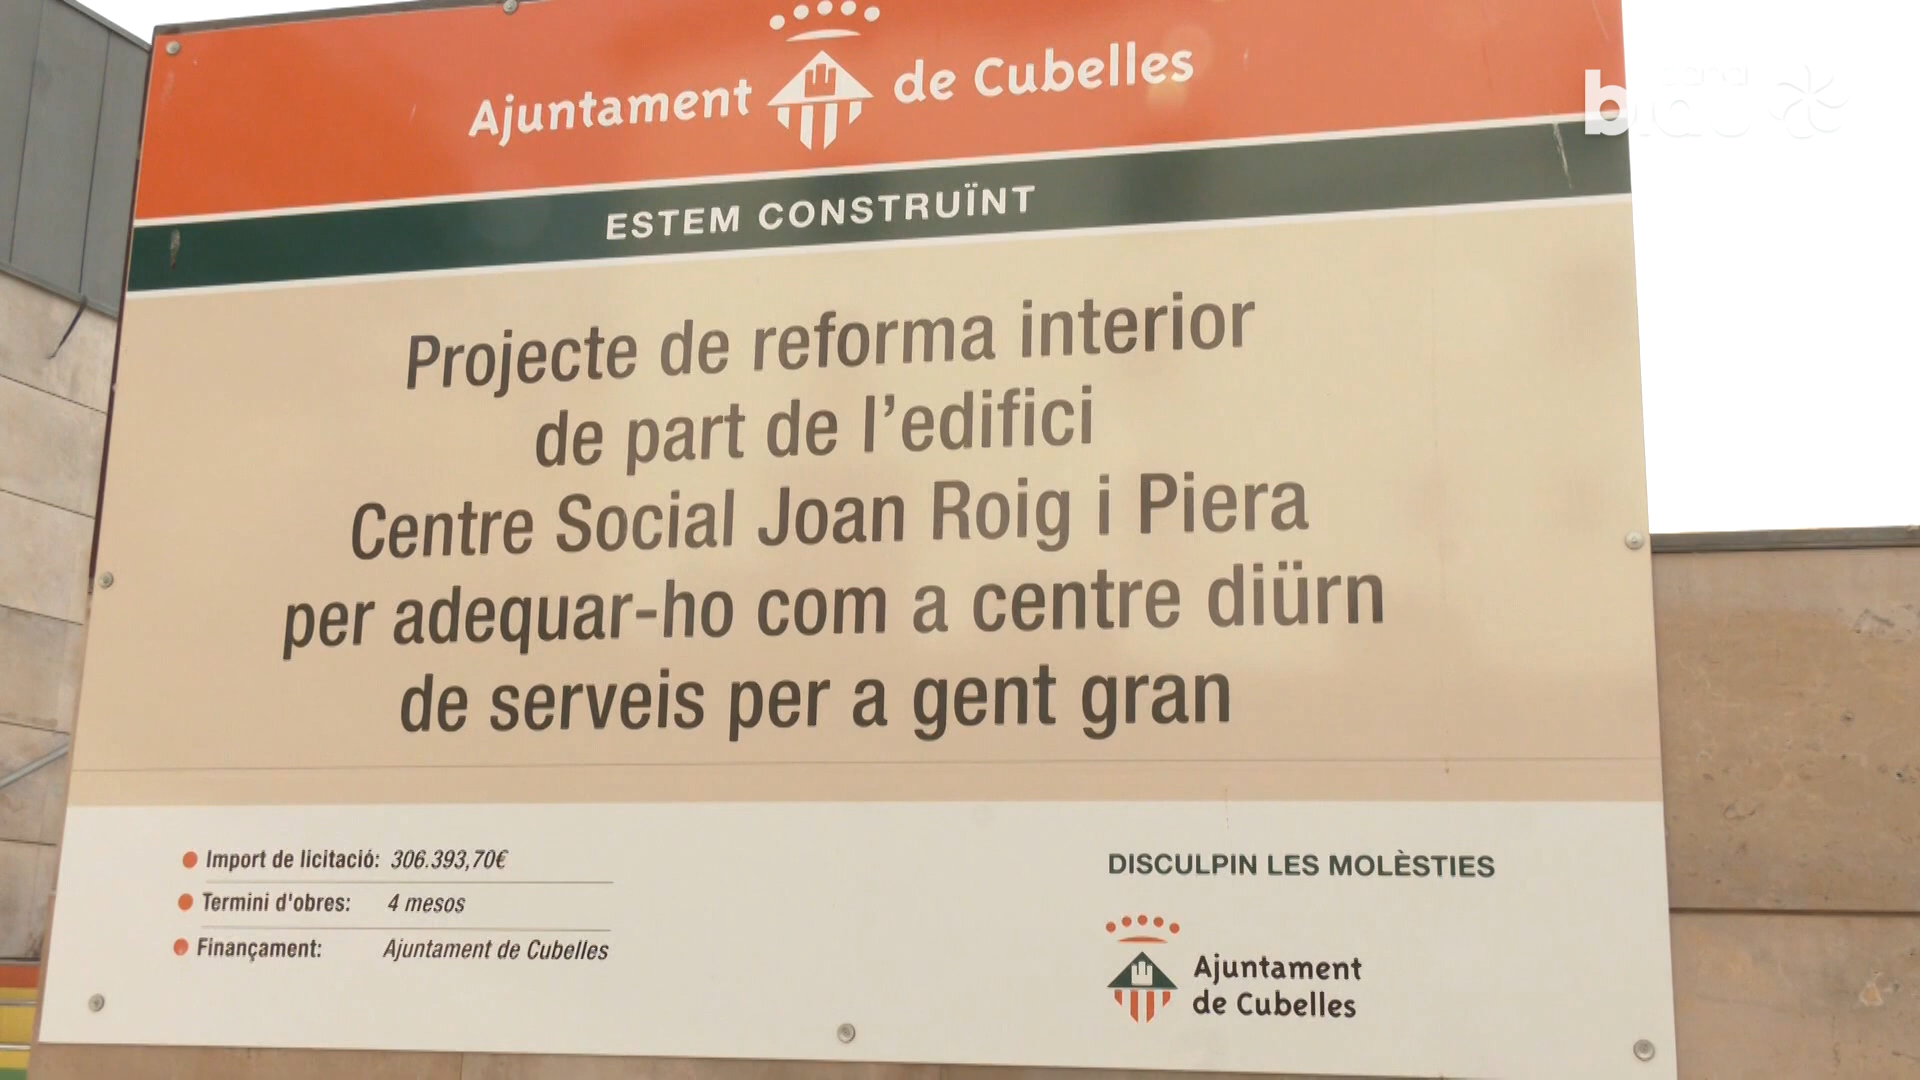 Ajuntament de Cubelles
ESTEM CONSTRUÏNT
Projecte de reforma interior
de part de l'edifici
Centre Social Joan Roig i Piera
per adequar-ho com a centre diürn
de serveis per a gent gran
Import de licitació: 306.393,70€
Termini d'obres: 4 mesos
Finançament: Ajuntament de Cubelles
DISCULPIN LES MOLÈSTIES
Ajuntament
de Cubelles